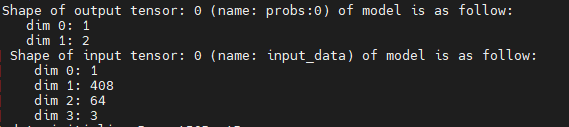 Shape of output tensor: 0 (name: probs:0) of model is as follow:
dim 0: 1
dim 1: 2
Shape of input tensor: 0 (name: input_data) of model is as follow:
dim 0: 1
dim 1: 408
dim 2: 64
dim 3: 3